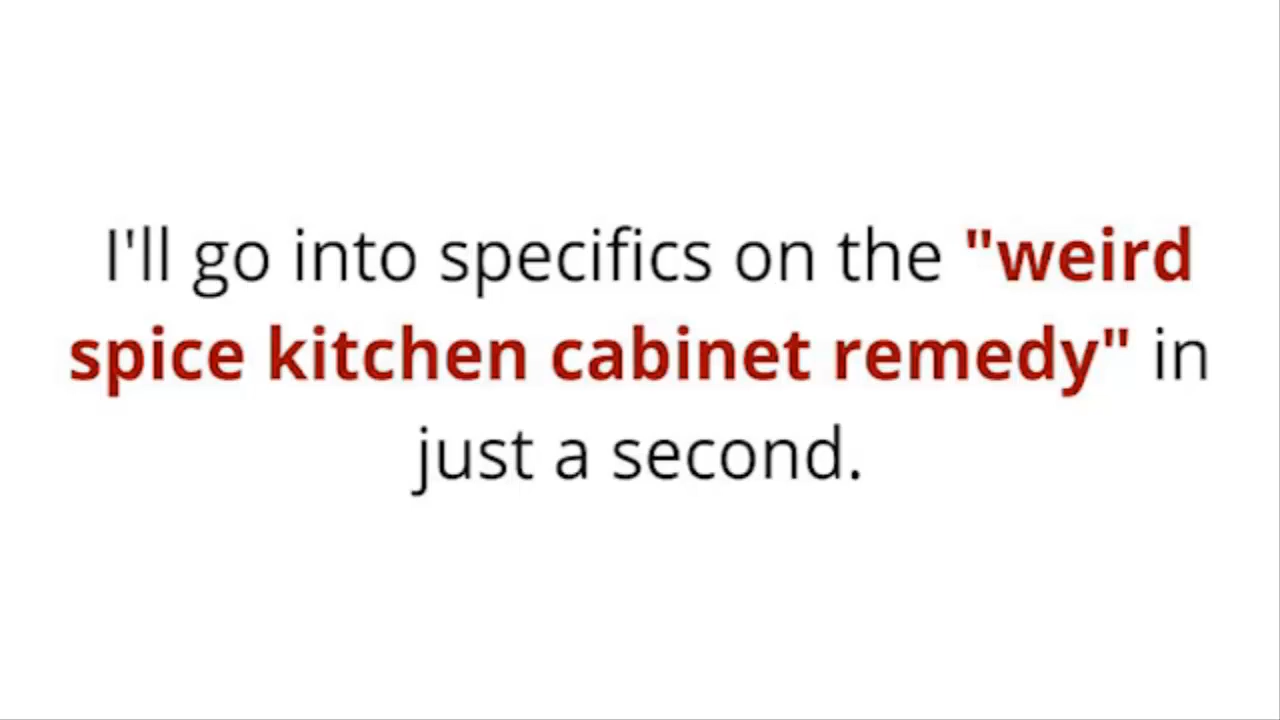 I'll go into specifics on the "weird
spice kitchen cabinet remedy" in
just a second.